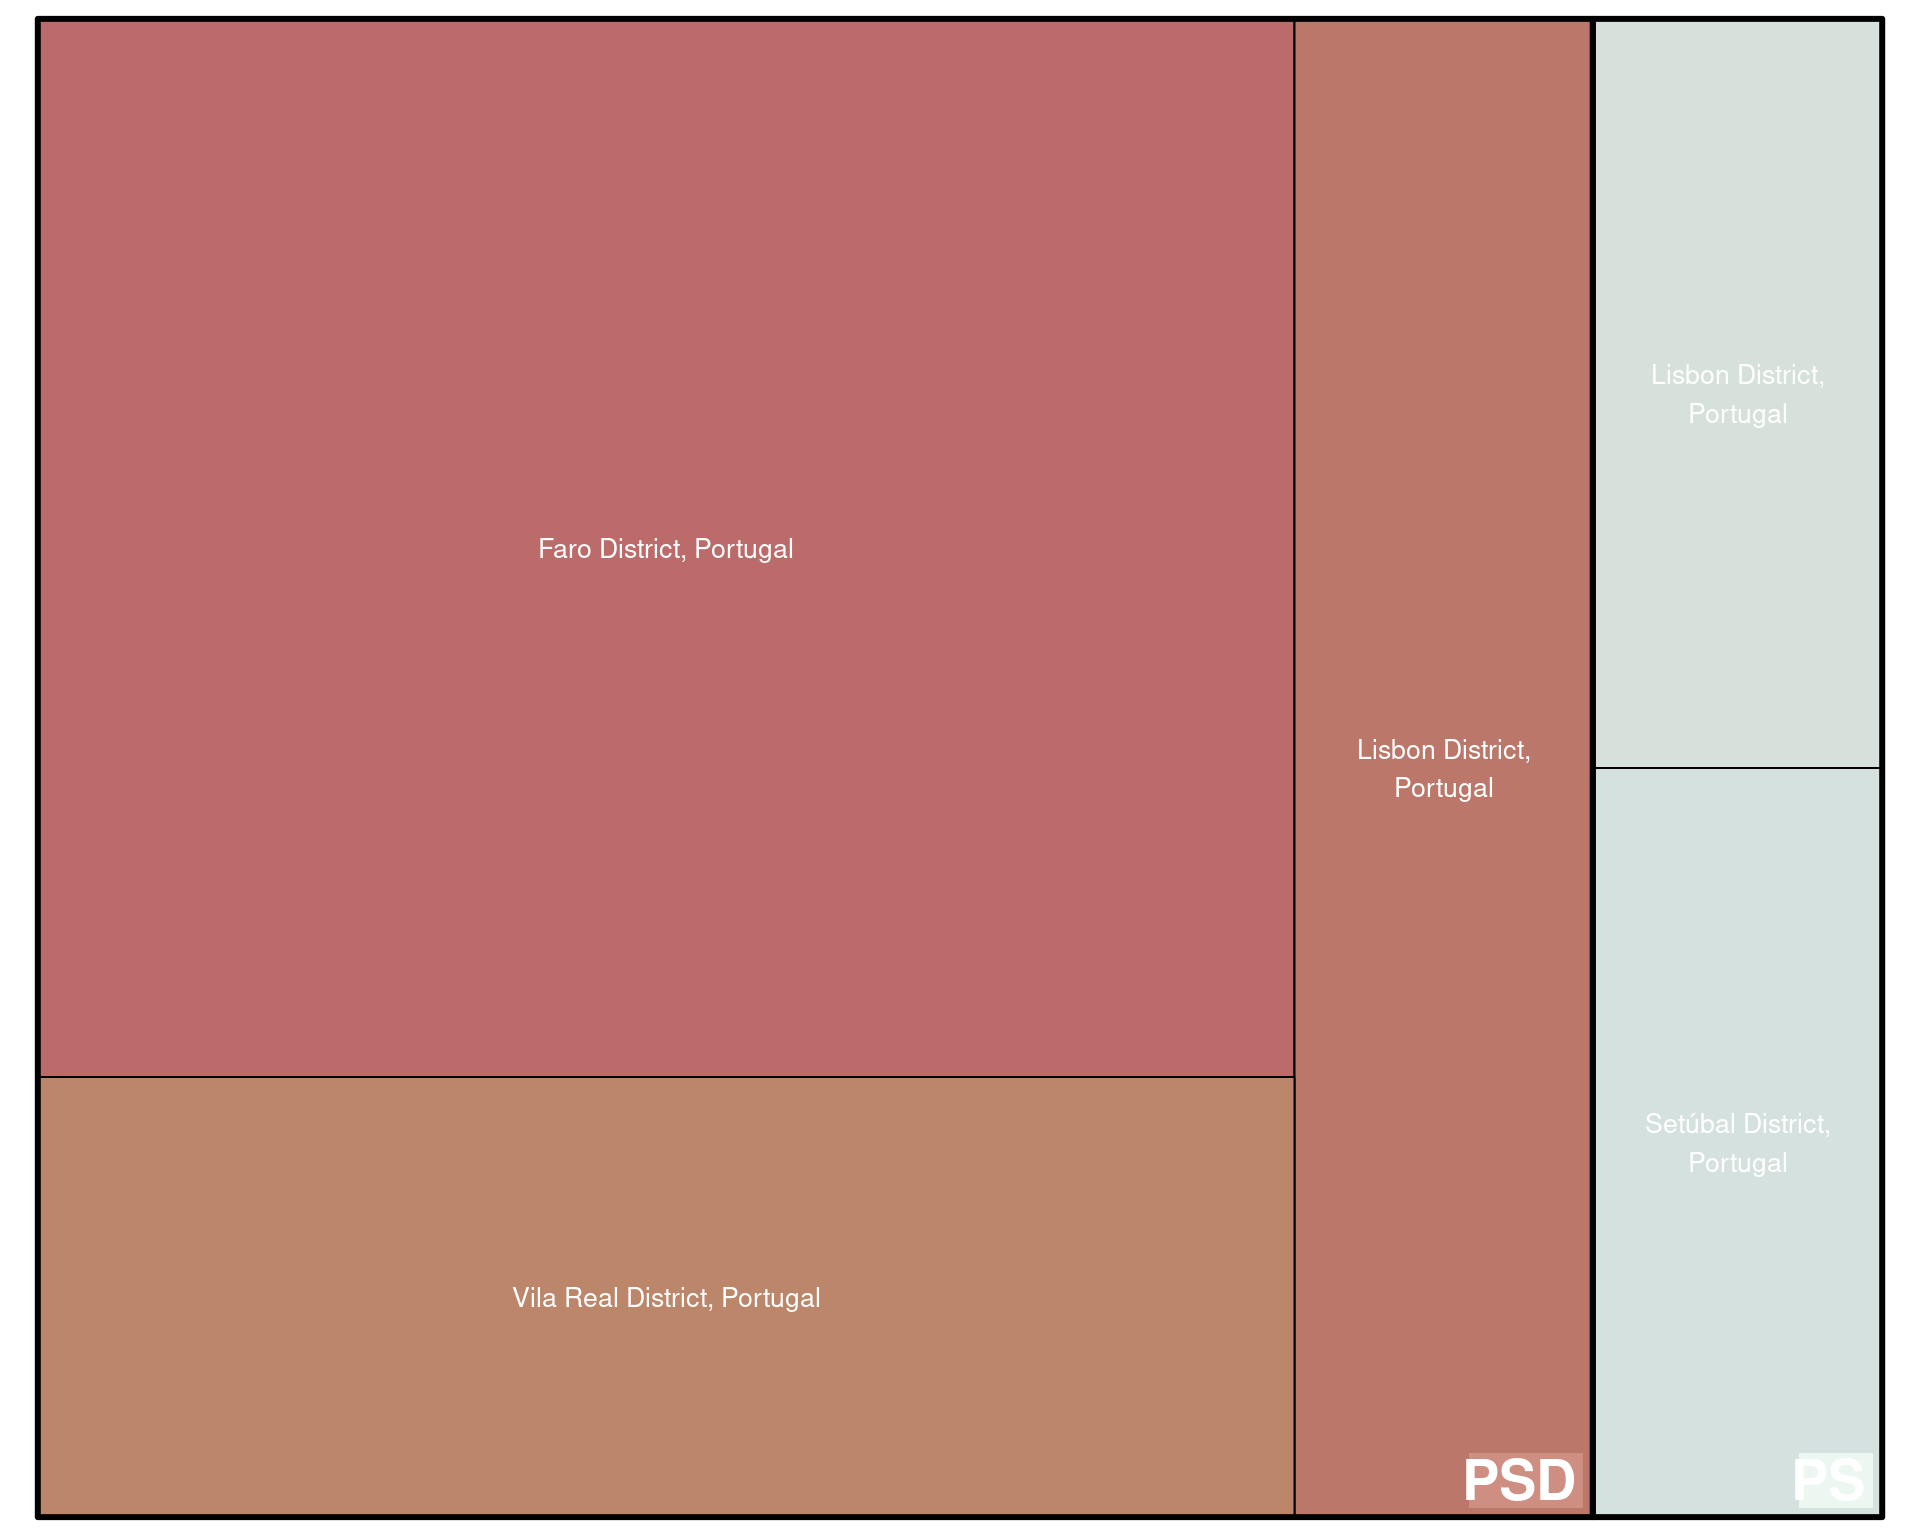 Faro District, Portugal
Vila Real District, Portugal
Lisbon District,
Portugal
PSD
Lisbon District,
Portugal
Setúbal District,
Portugal
PS